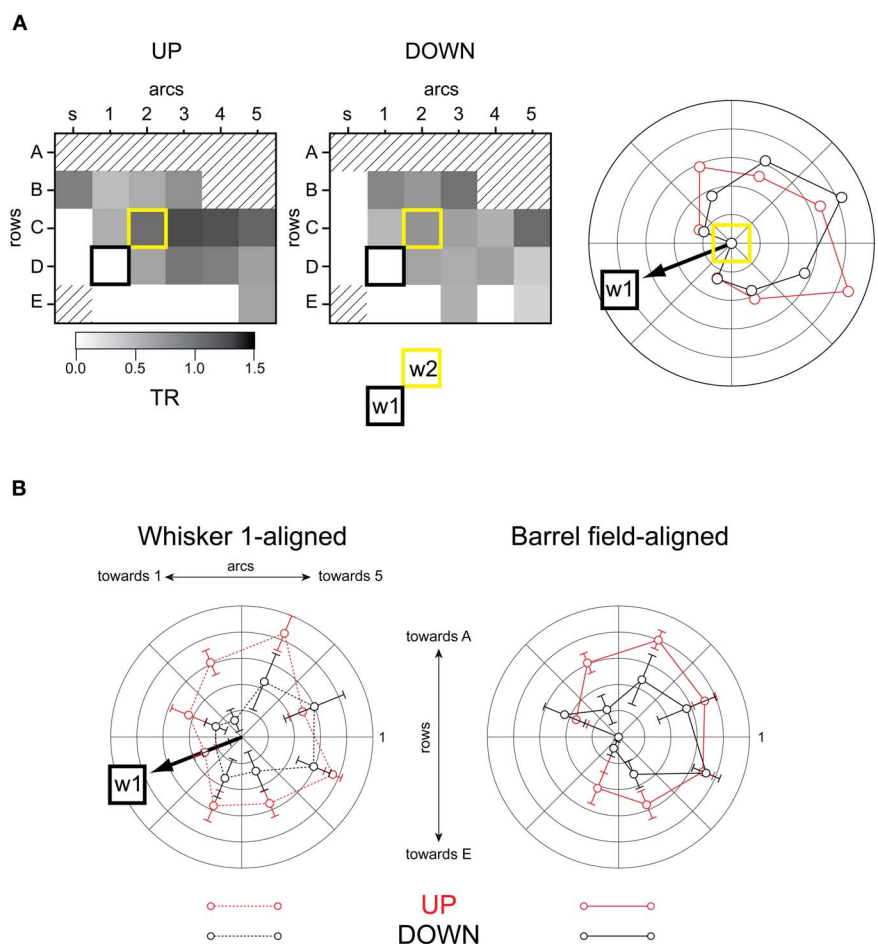 A
UP
DOWN
arcs
arcs
s 1 2 3 4 5
s 1 2 3 4 5
rows
A
B
C
D
E
rows
A
B
C
D
E
w1
0.0 0.5 1.0 1.5
TR
w2
w1
B
Whisker 1-aligned
Barrel field-aligned
arcs
towards 1
towards 5
towards A
rows
1
1
w1
towards E
UP
DOWN